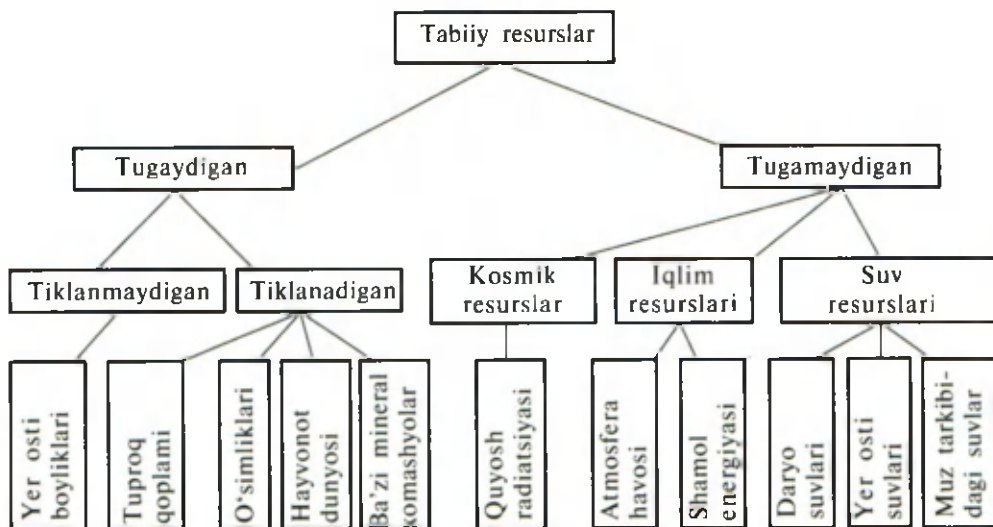 Tabiiy resurslar
Tugaydigan
Tugamaydigan
Tiklanmaydigan
Tiklanadigan
Kosmik
resurslar
Iqlim
resurslari
Suv
resurslari
Yer osti
boyliklari
Tuproq
qoplami
O‘simliklari
Hayvonot
dunyosi
Ba’zi mineral
xomashyolar
Quyosh
radiatsiyasi
Atmosfera
havosi
Shamol
energiyasi
Daryo
suvlari
Yer osti
suvlari
Muz tarkibi-
dagi suvlar